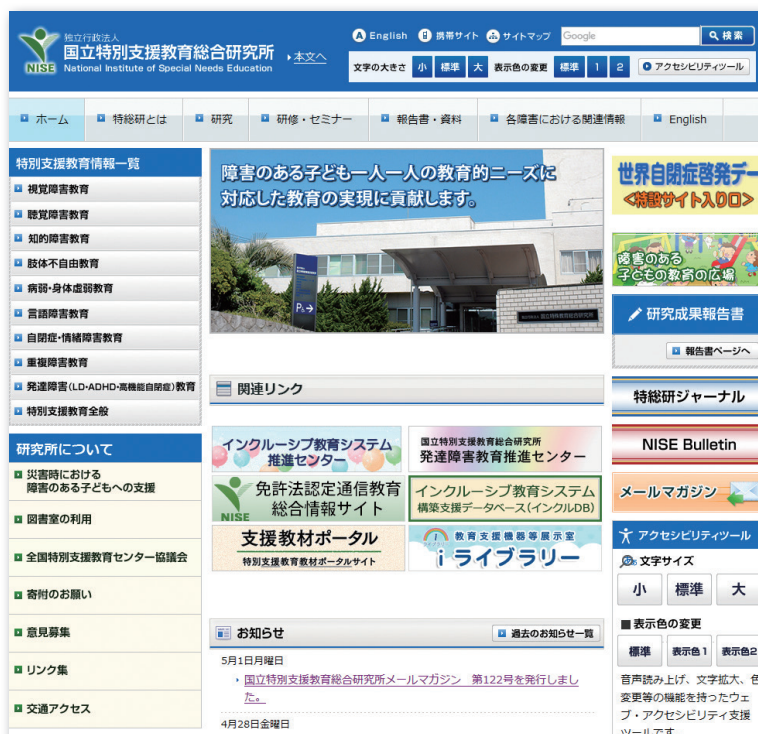 独立行政法人
国立特別支援教育総合研究所
National Institute of Special Needs Education
NISE
本文へ
English 携帯サイト サイトマップ Google 検索
文字の大きさ 小 標準 大 表示色の変更 標準 1 2 アクセシビリティツール
ホーム 特総研とは 研究 研修・セミナー 報告書・資料 各障害における関連情報 English
特別支援教育情報一覧
視覚障害教育
聴覚障害教育
知的障害教育
肢体不自由教育
病弱・身体虚弱教育
言語障害教育
自閉症・情緒障害教育
重複障害教育
発達障害(LD・ADHD・高機能自閉症)教育
特別支援教育全般
研究所について
災害時における
障害のある子どもへの支援
図書室の利用
全国特別支援教育センター協議会
寄附のお願い
意見募集
リンク集
交通アクセス
障害のある子ども一人一人の教育的ニーズに
対応した教育の実現に貢献します。
P
関連リンク
インクルーシブ教育システム
推進センター
国立特別支援教育総合研究所
発達障害教育推進センター
NISE
免許法認定通信教育
総合情報サイト
インクルーシブ教育システム
構築支援データベース(インクルDB)
支援教材ポータル
特別支援教育教材ポータルサイト
教育支援機器等展示室
iライブラリー
お知らせ 過去のお知らせ一覧
5月1日月曜日
国立特別支援教育総合研究所メールマガジン 第122号を発行しまし
た。
4月28日金曜日
世界自閉症啓発デー
<特設サイト入り口>
障害のある
子どもの教育の広場
研究成果報告書
報告書ページへ
特総研ジャーナル
NISE Bulletin
メールマガジン
アクセシビリティツール
文字サイズ
小 標準 大
■表示色の変更
標準 表示色1 表示色2
音声読み上げ、文字拡大、色
変更等の機能を持ったウェ
ブ・アクセシビリティ支援
ツールです